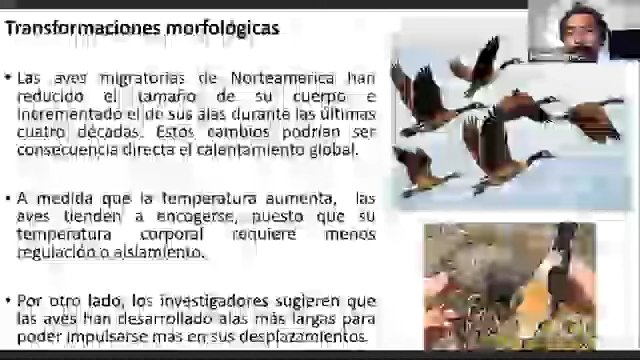 Transformaciones morfológicas
• Las aves migratorias de Norteamerica han
reducido el tamaño de su cuerpo e
incrementado el de sus alas durante las últimas
cuatro décadas. Estos cambios podrían ser
consecuencia directa el calentamiento global.
• A medida que la temperatura aumenta, las
aves tienden a encogerse, puesto que su
temperatura corporal requiere menos
regulación o aislamiento.
• Por otro lado, los investigadores sugieren que
las aves han desarrollado alas más largas para
poder impulsarse más en sus desplazamientos.